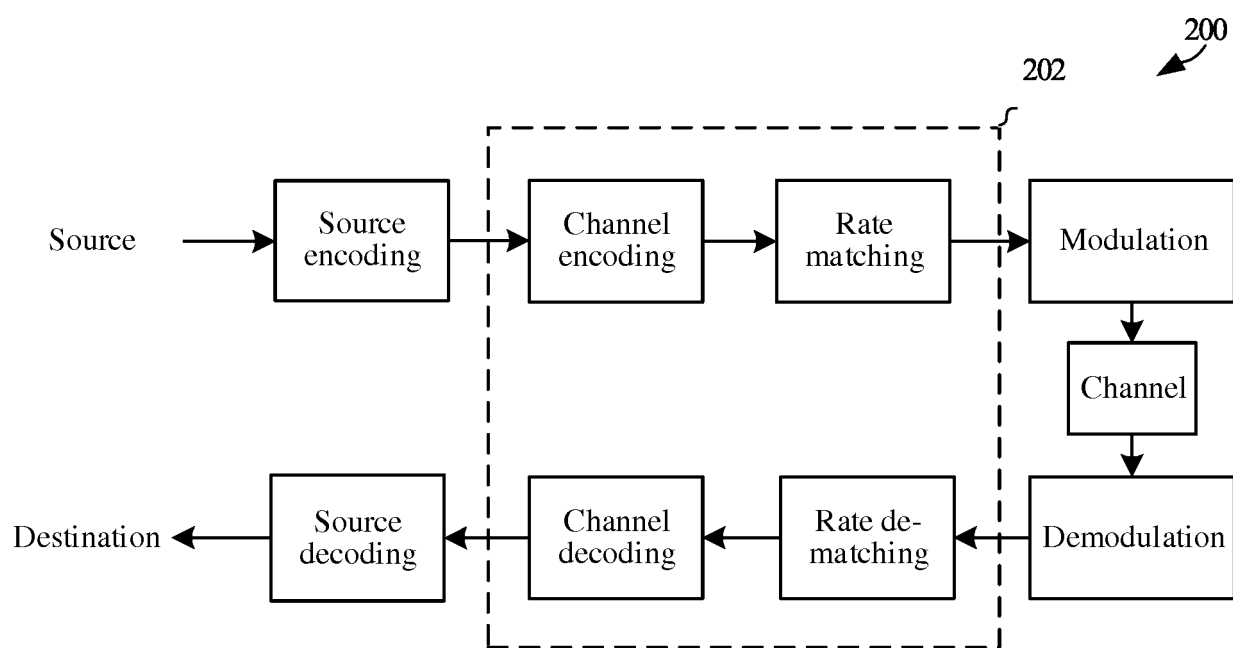 200
202
Source
Source
encoding
Channel
encoding
Rate
matching
Modulation
Channel
Destination
Source
decoding
Channel
decoding
Rate de-
matching
Demodulation